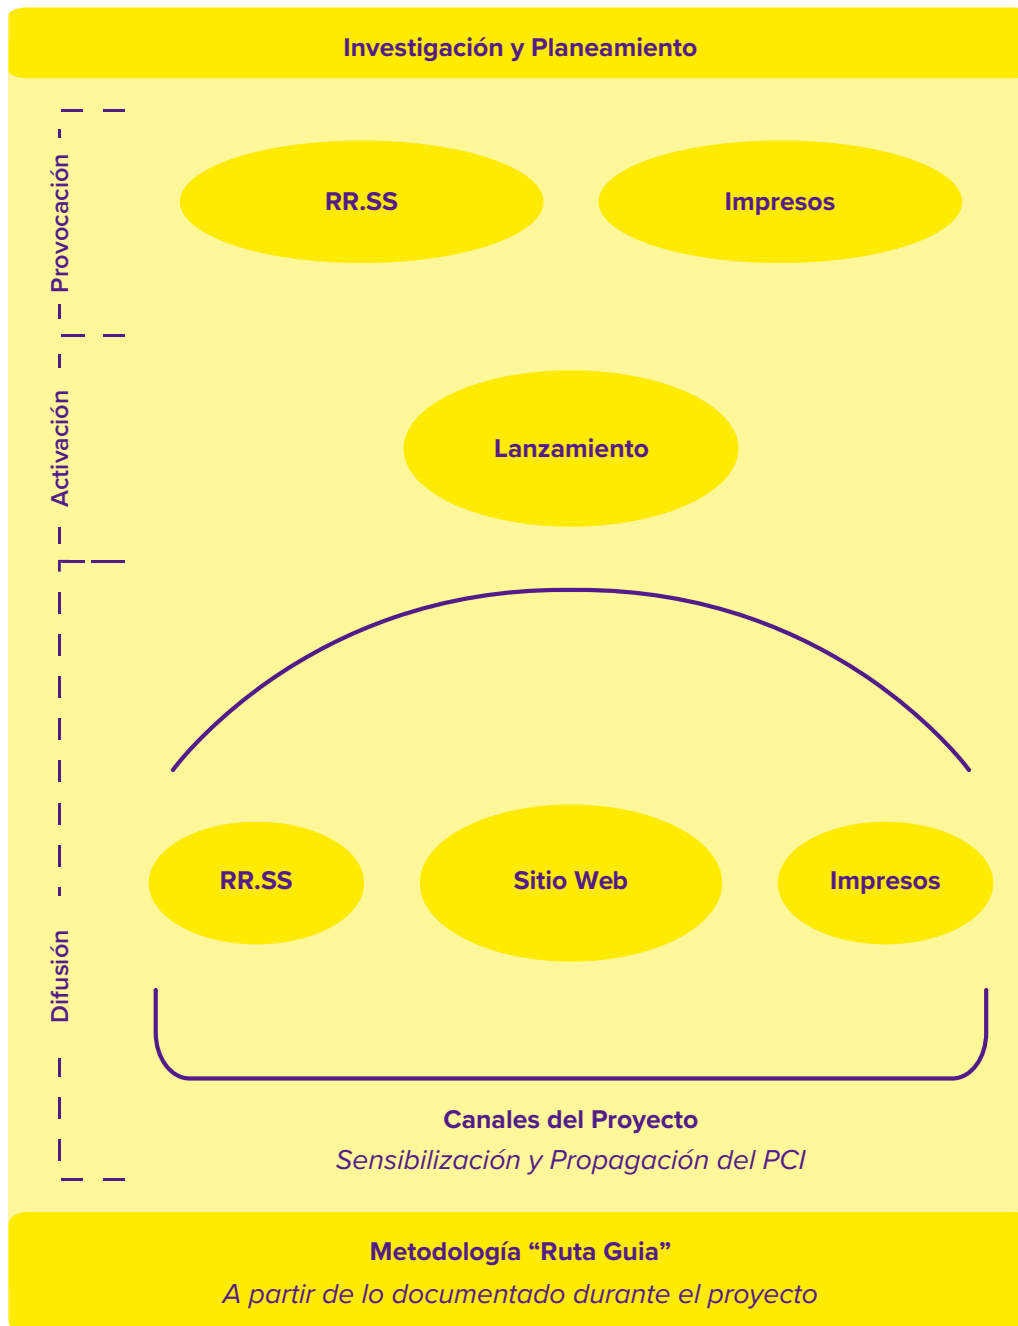 Investigación y Planeamiento
Provocación
RR.SS
Impresos
Activación
Lanzamiento
Difusión
RR.SS
Sitio Web
Impresos
Canales del Proyecto
Sensibilización y Propagación del PCI
Metodología “Ruta Guia”
A partir de lo documentado durante el proyecto